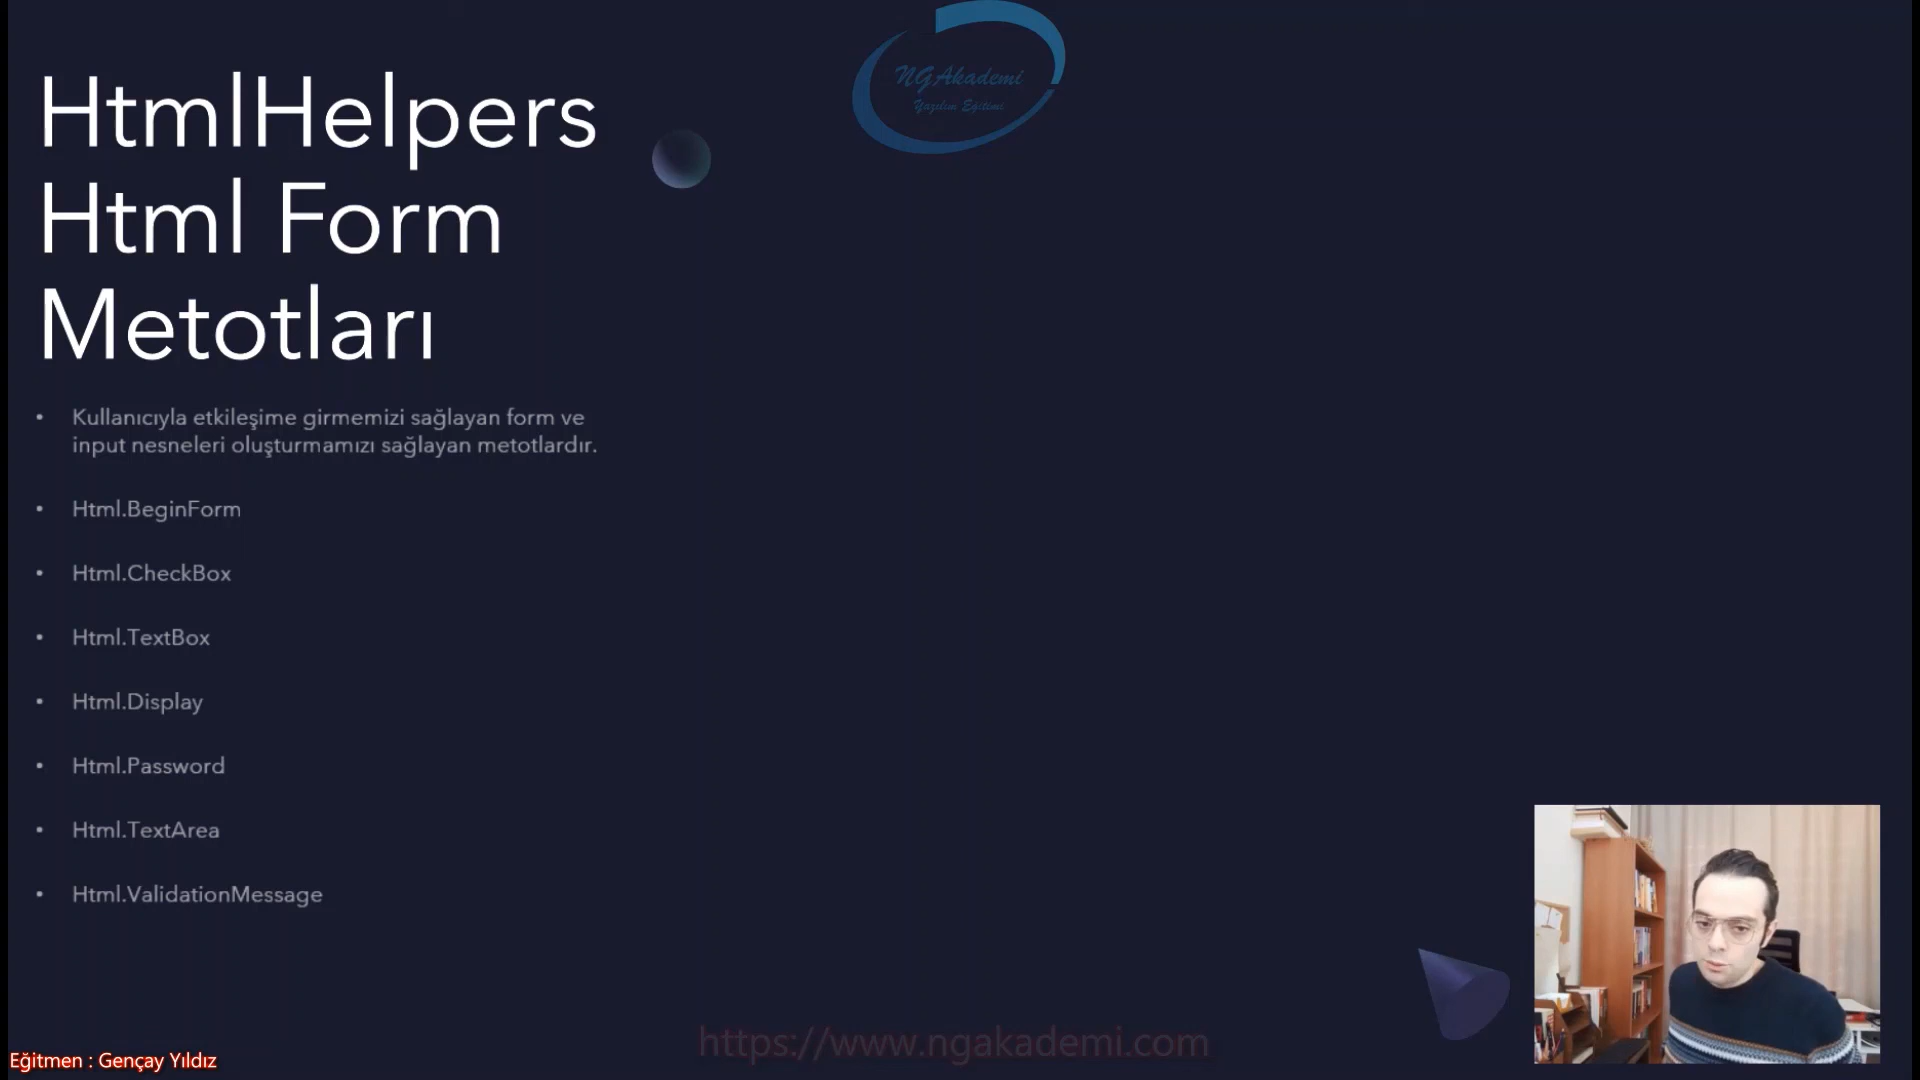 NGAkademi
Yazılım Eğitimi
HtmlHelpers
Html Form
Metotları
• Kullanıcıyla etkileşime girmemizi sağlayan form ve
input nesneleri oluşturmamızı sağlayan metotlardır.
• Html.BeginForm
• Html.CheckBox
• Html.TextBox
• Html.Display
• Html.Password
• Html.TextArea
• Html.ValidationMessage
https://www.ngakademi.com
Eğitmen : Gençay Yıldız